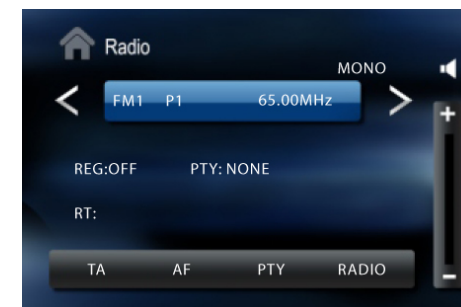 Radio
MONO
FM1 P1 65.00MHz
+
REG:OFF PTY: NONE
RT:
TA AF PTY RADIO
-